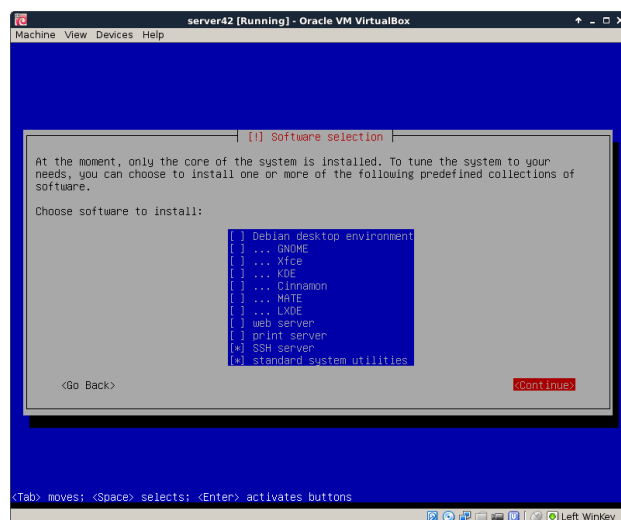 server42 [Running] - Oracle VM VirtualBox
Machine View Devices Help
[!] Software selection
At the moment, only the core of the system is installed. To tune the system to your
needs, you can choose to install one or more of the following predefined collections of
software.
Choose software to install:
[ ] Debian desktop environment
[ ] ... GNOME
[ ] ... Xfce
[ ] ... KDE
[ ] ... Cinnamon
[ ] ... MATE
[ ] ... LXDE
[ ] web server
[ ] print server
[*] SSH server
[*] standard system utilities
<Go Back> <Continue>
<Tab> moves; <Space> selects; <Enter> activates buttons
Left WinKey